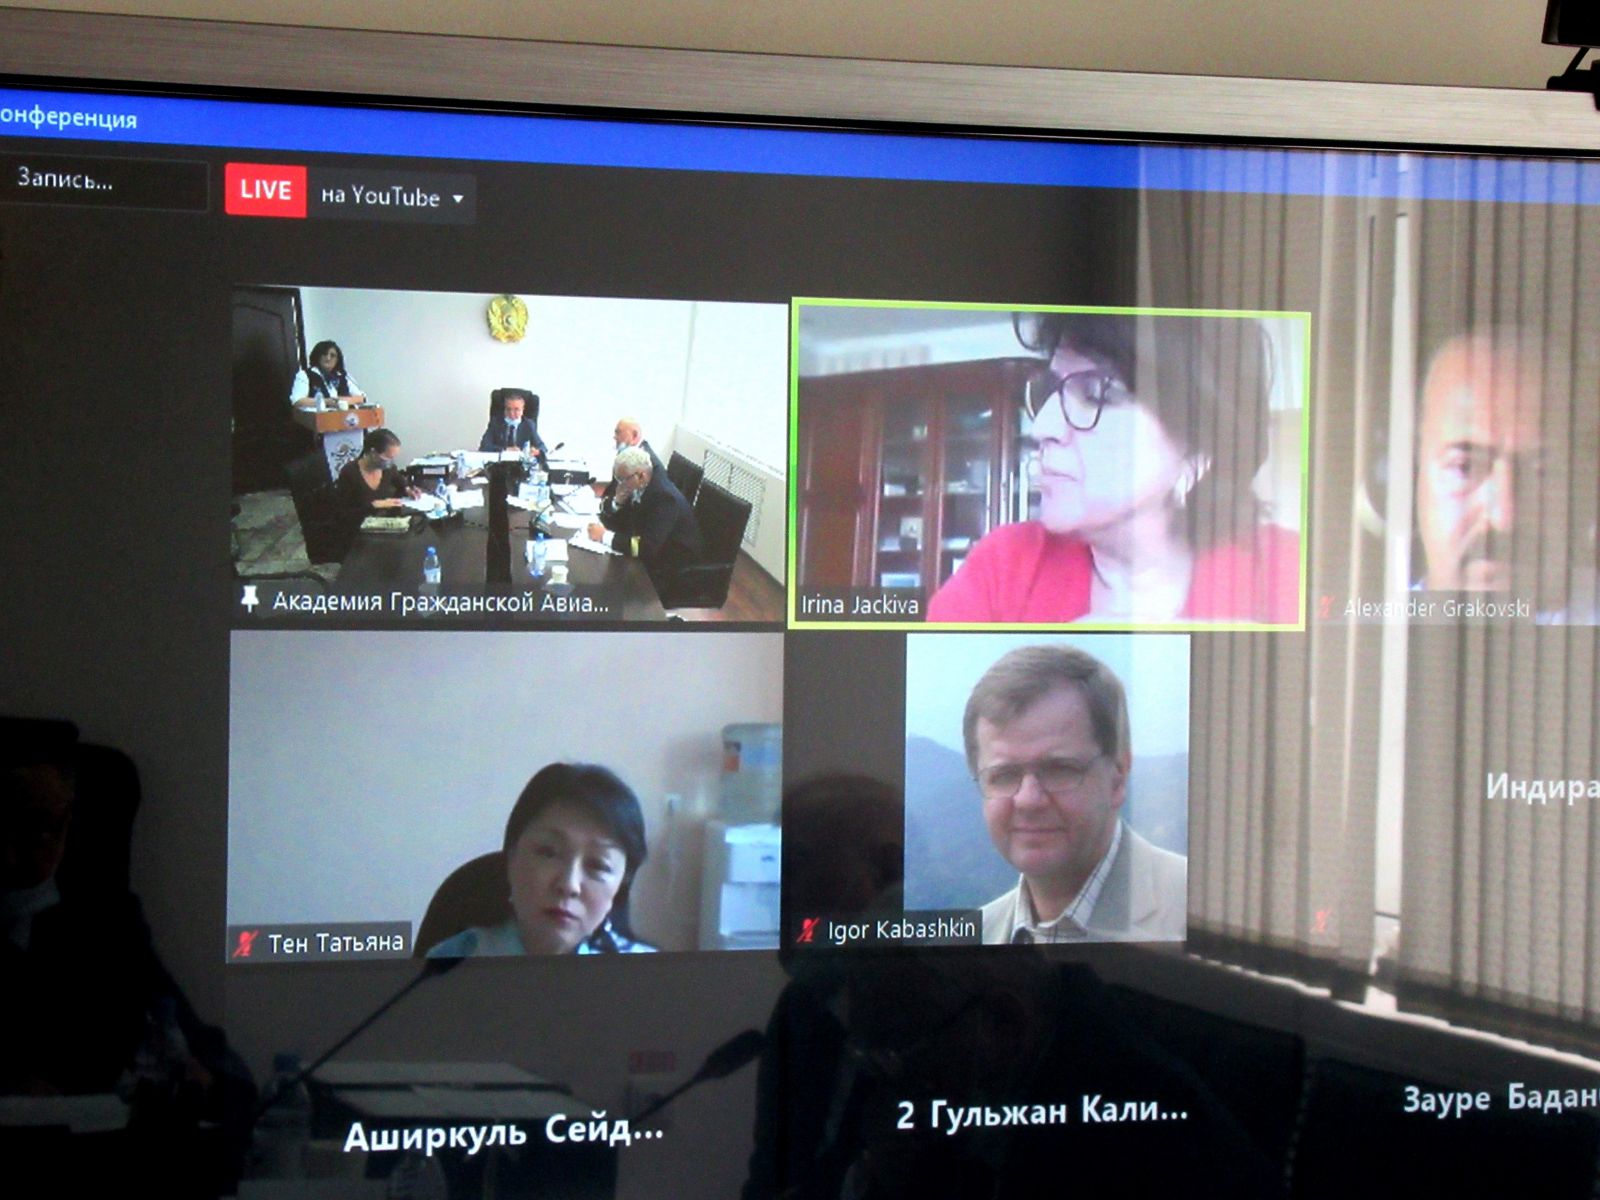 онференция
Запись...
LIVE на YouTube
Академия Гражданской Авиа...
Irina Jackiva
Alexander Grakovski
Индира
Тен Татьяна
Igor Kabashkin
Аширкуль Сейд...
2 Гульжан Кали...
Зауре Бадан